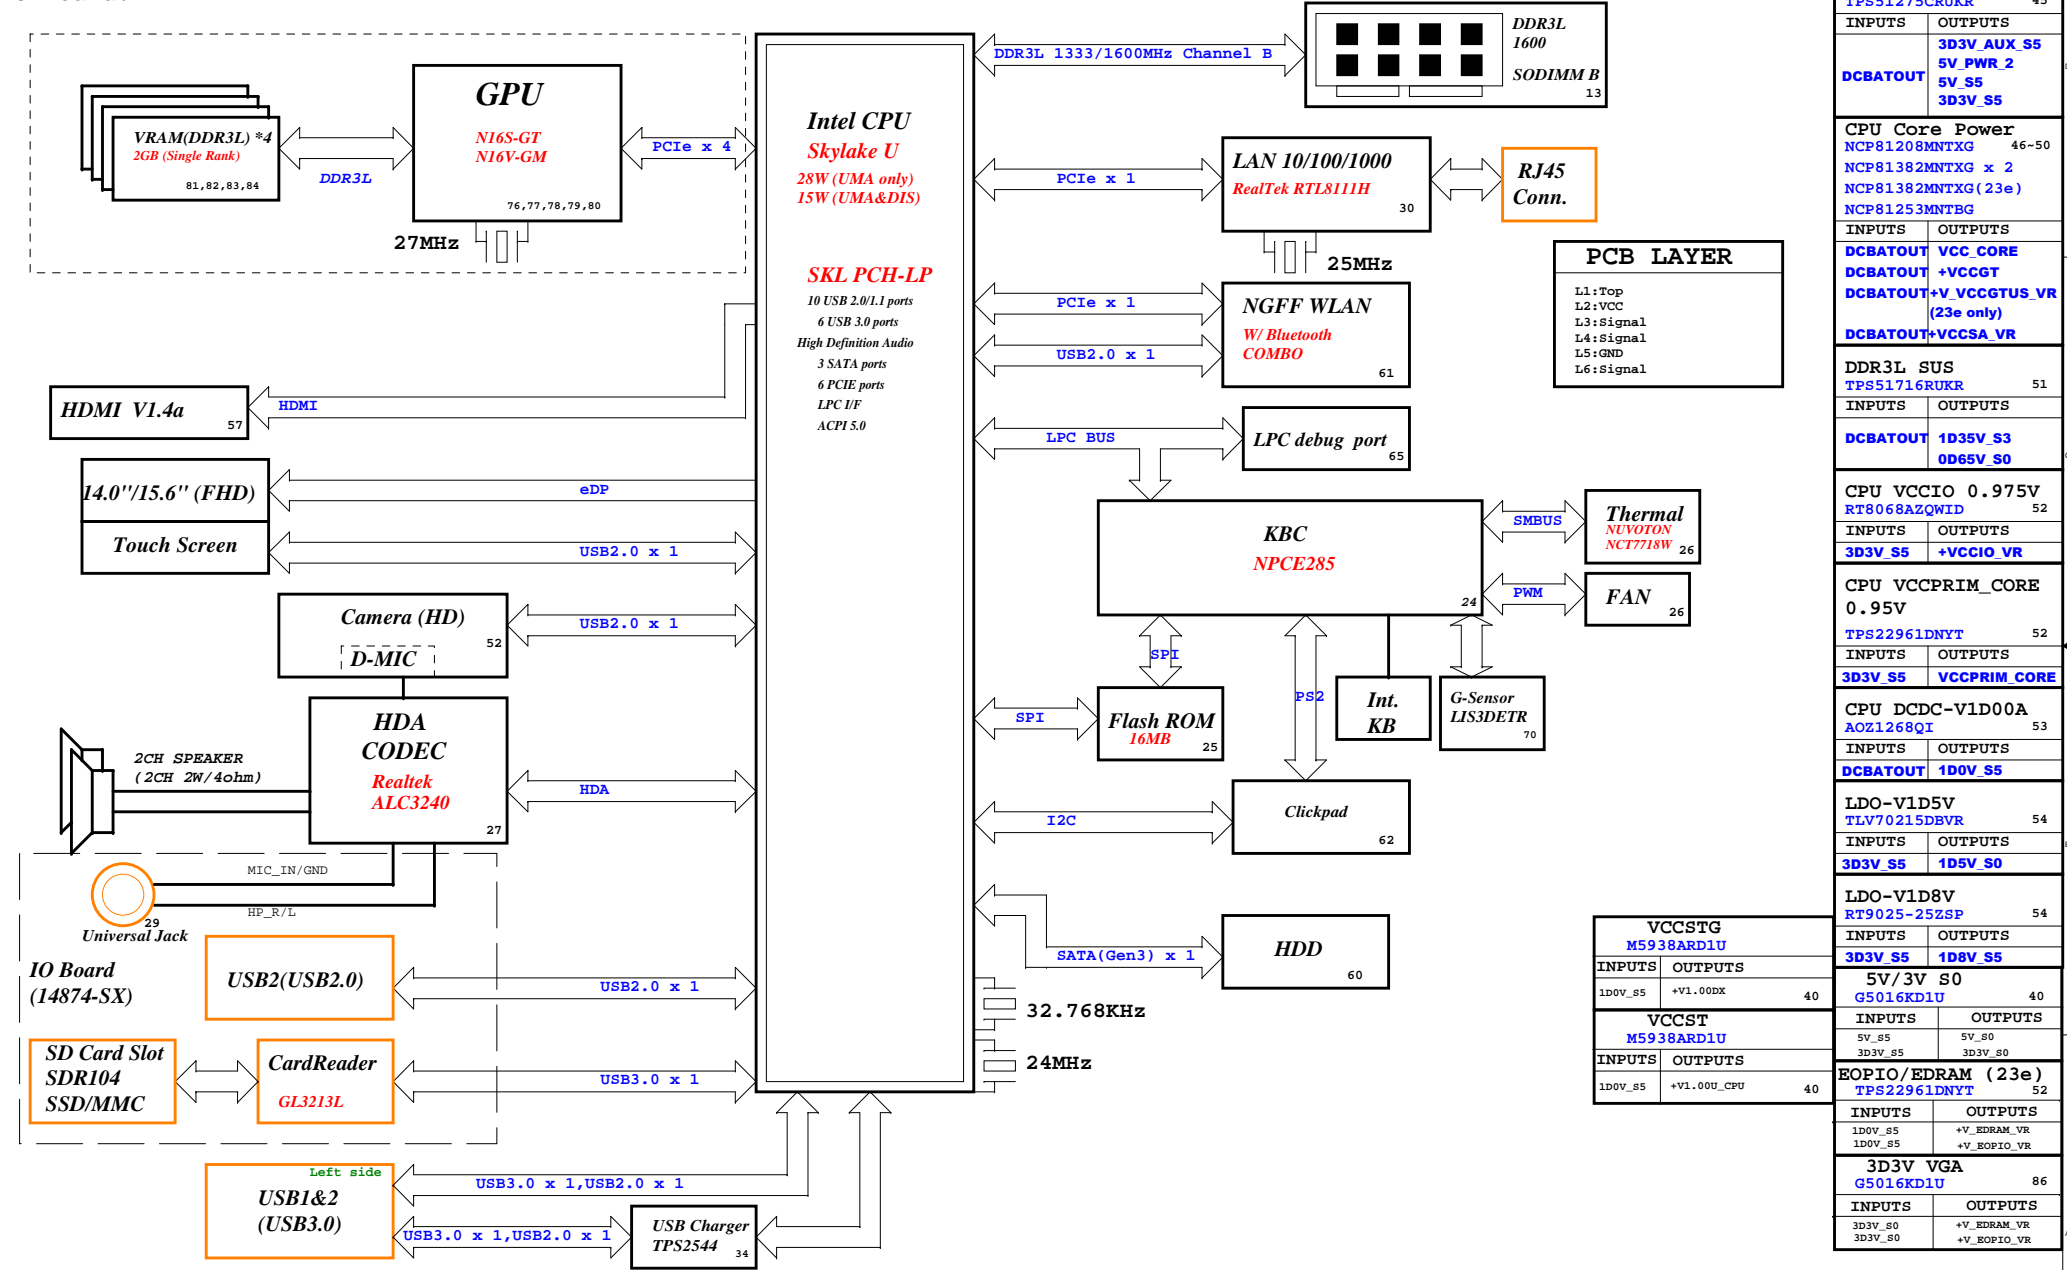 DDR3L
1600
SODIMM B
13
DDR3L 1333/1600MHz Channel B
VRAM(DDR3L) *4
2GB (Single Rank)
81,82,83,84
DDR3L
GPU
N16S-GT
N16V-GM
76,77,78,79,80
27MHz
PCIe x 4
Intel CPU
Skylake U
28W (UMA only)
15W (UMA&DIS)
SKL PCH-LP
10 USB 2.0/1.1 ports
6 USB 3.0 ports
High Definition Audio
3 SATA ports
6 PCIE ports
LPC I/F
ACPI 5.0
PCIe x 1
LAN 10/100/1000
RealTek RTL8111H
30
RJ45
Conn.
25MHz
PCIe x 1
USB2.0 x 1
NGFF WLAN
W/ Bluetooth
COMBO
61
PCB LAYER
L1:Top
L2:VCC
L3:Signal
L4:Signal
L5:GND
L6:Signal
HDMI V1.4a
57
HDMI
LPC BUS
LPC debug port
65
14.0''/15.6'' (FHD)
eDP
Touch Screen
USB2.0 x 1
KBC
NPCE285
24
SMBUS
Thermal
NUVOTON
NCT7718W
26
PWM
FAN
26
Camera (HD)
52
D-MIC
USB2.0 x 1
SPI
PS2
Int.
KB
G-Sensor
LIS3DETR
70
SPI
Flash ROM
16MB
25
HDA
CODEC
Realtek
ALC3240
27
2CH SPEAKER
(2CH 2W/4ohm)
HDA
I2C
Clickpad
62
MIC_IN/GND
HP_R/L
29
Universal Jack
IO Board
(14874-SX)
USB2(USB2.0)
USB2.0 x 1
SATA(Gen3) x 1
HDD
60
32.768KHz
24MHz
SD Card Slot
SDR104
SSD/MMC
CardReader
GL3213L
USB3.0 x 1
Left side
USB1&2
(USB3.0)
USB3.0 x 1,USB2.0 x 1
USB3.0 x 1,USB2.0 x 1
USB Charger
TPS2544
34
VCCSTG
M5938ARD1U
INPUTS OUTPUTS
1D0V_S5 +V1.00DX 40
VCCST
M5938ARD1U
INPUTS OUTPUTS
1D0V_S5 +V1.00U_CPU 40
TPS51275CRUKR 45
INPUTS OUTPUTS
3D3V_AUX_S5
5V_PWR_2
DCBATOUT
5V_S5
3D3V_S5
CPU Core Power
NCP81208MNTXG 46~50
NCP81382MNTXG x 2
NCP81382MNTXG(23e)
NCP81253MNTBG
INPUTS OUTPUTS
DCBATOUT VCC_CORE
DCBATOUT +VCCGT
DCBATOUT +V_VCCGTUS_VR
(23e only)
DCBATOUT +VCCSA_VR
DDR3L SUS
TPS51716RUKR 51
INPUTS OUTPUTS
DCBATOUT 1D35V_S3
0D65V_S0
CPU VCCIO 0.975V
RT8068AZQWID 52
INPUTS OUTPUTS
3D3V_S5 +VCCIO_VR
CPU VCCPRIM_CORE
0.95V
TPS22961DNYT 52
INPUTS OUTPUTS
3D3V_S5 VCCPRIM_CORE
CPU DCDC-V1D00A
AOZ1268QI 53
INPUTS OUTPUTS
DCBATOUT 1D0V_S5
LDO-V1D5V
TLV70215DBVR 54
INPUTS OUTPUTS
3D3V_S5 1D5V_S0
LDO-V1D8V
RT9025-25ZSP 54
INPUTS OUTPUTS
3D3V_S5 1D8V_S5
5V/3V S0
G5016KD1U 40
INPUTS OUTPUTS
5V_S5 5V_S0
3D3V_S5 3D3V_S0
EOPIO/EDRAM (23e)
TPS22961DNYT 52
INPUTS OUTPUTS
1D0V_S5 +V_EDRAM_VR
1D0V_S5 +V_EOPIO_VR
3D3V VGA
G5016KD1U 86
INPUTS OUTPUTS
3D3V_S0 +V_EDRAM_VR
3D3V_S0 +V_EOPIO_VR